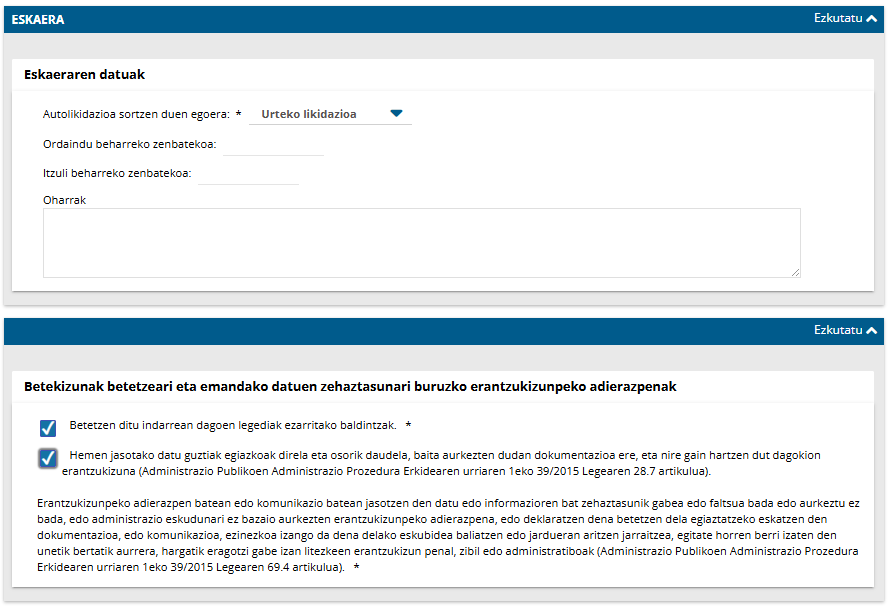 ESKAERA
Ezkutatu
Eskaeraren datuak
Autolikidazioa sortzen duen egoera: * Urteko likidazioa
Ordaindu beharreko zenbatekoa:
Itzuli beharreko zenbatekoa:
Oharrak
Ezkutatu
Betekizunak betetzeari eta emandako datuen zehaztasunari buruzko erantzukizunpeko adierazpenak
Betetzen ditu indarrean dagoen legediak ezarritako baldintzak. *
Hemen jasotako datu guztiak egiazkoak direla eta osorik daudela, baita aurkezten dudan dokumentazioa ere, eta nire gain hartzen dut dagokion
erantzukizuna (Administrazio Publikoen Administrazio Prozedura Erkidearen urriaren 1eko 39/2015 Legearen 28.7 artikulua).
Erantzukizunpeko adierazpen batean edo komunikazio batean jasotzen den datu edo informazioren bat zehaztasunik gabea edo faltsua bada edo aurkeztu ez
bada, edo administrazio eskudunari ez bazaio aurkezten erantzukizunpeko adierazpena, edo deklaratzen dena betetzen dela egiaztatzeko eskatzen den
dokumentazioa, edo komunikazioa, ezinezkoa izango da dena delako eskubidea baliatzen edo jardueran aritzen jarraitzea, egitate horren berri izaten den
unetik bertatik aurrera, hargatik eragotzi gabe izan litezkeen erantzukizun penal, zibil edo administratiboak (Administrazio Publikoen Administrazio Prozedura
Erkidearen urriaren 1eko 39/2015 Legearen 69.4 artikulua). *